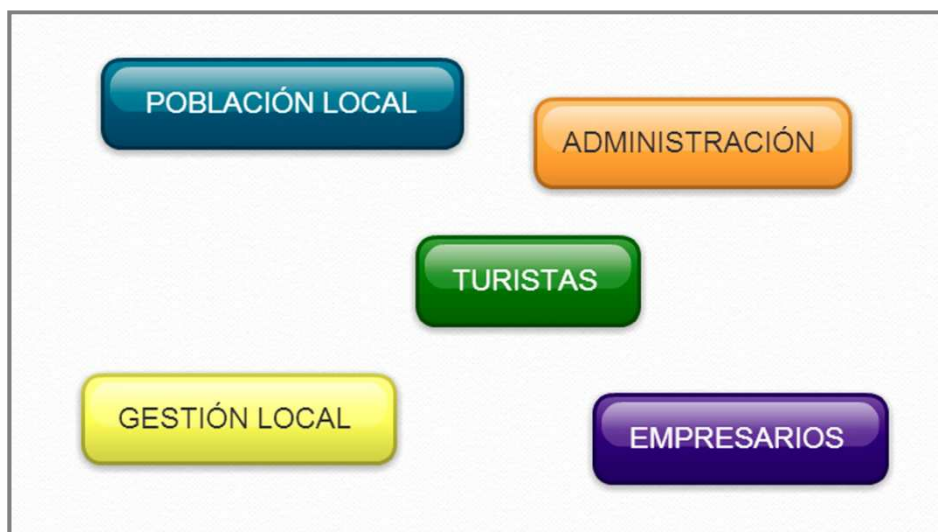 POBLACIÓN LOCAL
ADMINISTRACIÓN
TURISTAS
GESTIÓN LOCAL
EMPRESARIOS